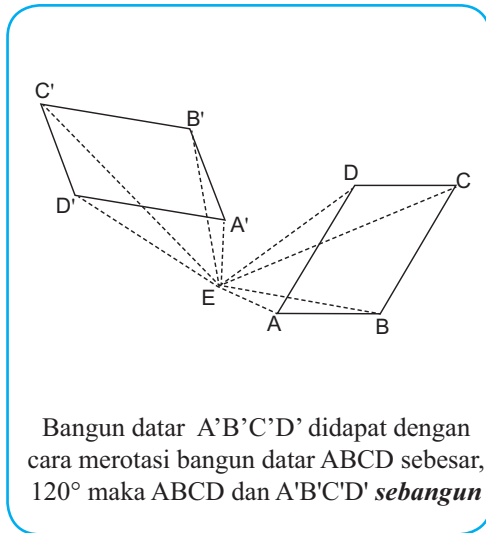 C'
B'
D'
A'
D
C
E
A
B
Bangun datar A’B’C’D’ didapat dengan
cara merotasi bangun datar ABCD sebesar,
120° maka ABCD dan A'B'C'D' sebangun